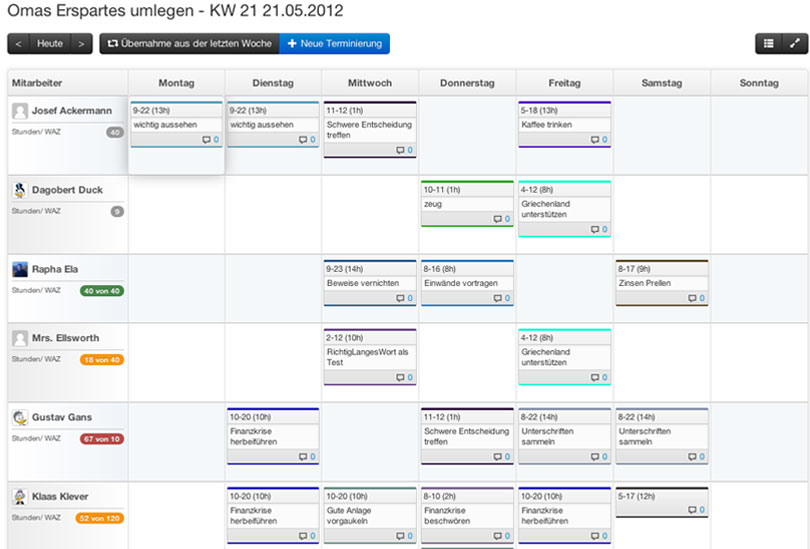 Omas Erspartes umlegen - KW 21 21.05.2012
< Heute > Übernahme aus der letzten Woche + Neue Terminierung
Mitarbeiter Montag Dienstag Mittwoch Donnerstag Freitag Samstag Sonntag
Josef Ackermann
Stunden/ WAZ 40
9-22 (13h)
wichtig aussehen
0
9-22 (13h)
wichtig aussehen
0
11-12 (1h)
Schwere Entscheidung
treffen
0
5-18 (13h)
Kaffee trinken
0
Dagobert Duck
Stunden/ WAZ 9
10-11 (1h)
zeug
0
4-12 (8h)
Griechenland
unterstützen
0
Rapha Ela
Stunden/ WAZ 40 von 40
9-23 (14h)
Beweise vernichten
0
8-16 (8h)
Einwände vortragen
0
8-17 (9h)
Zinsen Prellen
0
Mrs. Ellsworth
Stunden/ WAZ 18 von 40
2-12 (10h)
RichtigLangesWort als
Test
0
4-12 (8h)
Griechenland
unterstützen
0
Gustav Gans
Stunden/ WAZ 67 von 10
10-20 (10h)
Finanzkrise
herbeiführen
0
11-12 (1h)
Schwere Entscheidung
treffen
0
8-22 (14h)
Unterschriften
sammeln
0
8-22 (14h)
Unterschriften
sammeln
0
Klaas Klever
Stunden/ WAZ 52 von 120
10-20 (10h)
Finanzkrise
herbeiführen
0
10-20 (10h)
Gute Anlage
vorgaukeln
0
8-10 (2h)
Finanzkrise
beschwören
0
10-20 (10h)
Finanzkrise
herbeiführen
0
5-17 (12h)
0